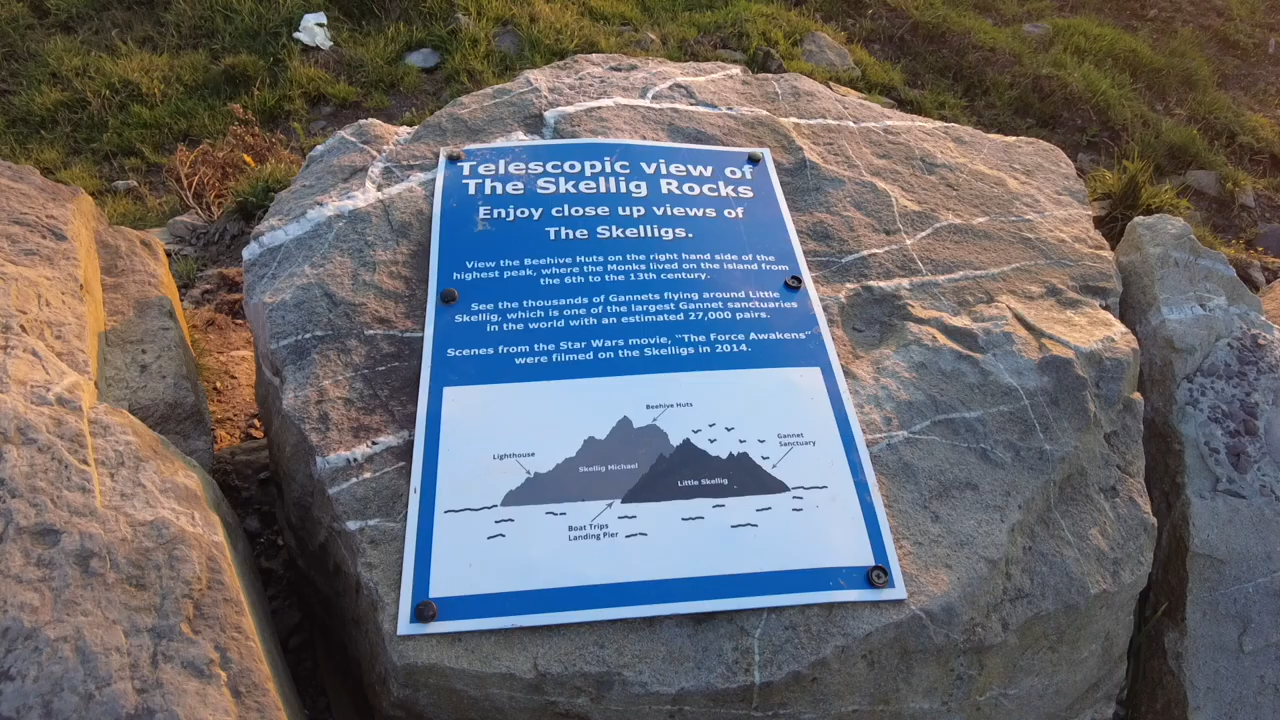 Telescopic view of
The Skellig Rocks
Enjoy close up views of
The Skelligs.
View the Beehive Huts on the right hand side of the
highest peak, where the Monks lived on the island from
the 6th to the 13th century.
See the thousands of Gannets flying around Little
Skellig, which is one of the largest Gannet sanctuaries
in the world with an estimated 27,000 pairs.
Scenes from the Star Wars movie, “The Force Awakens”
were filmed on the Skelligs in 2014.
Beehive Huts
Gannet
Sanctuary
Lighthouse
Skellig Michael
Little Skellig
Boat Trips
Landing Pier